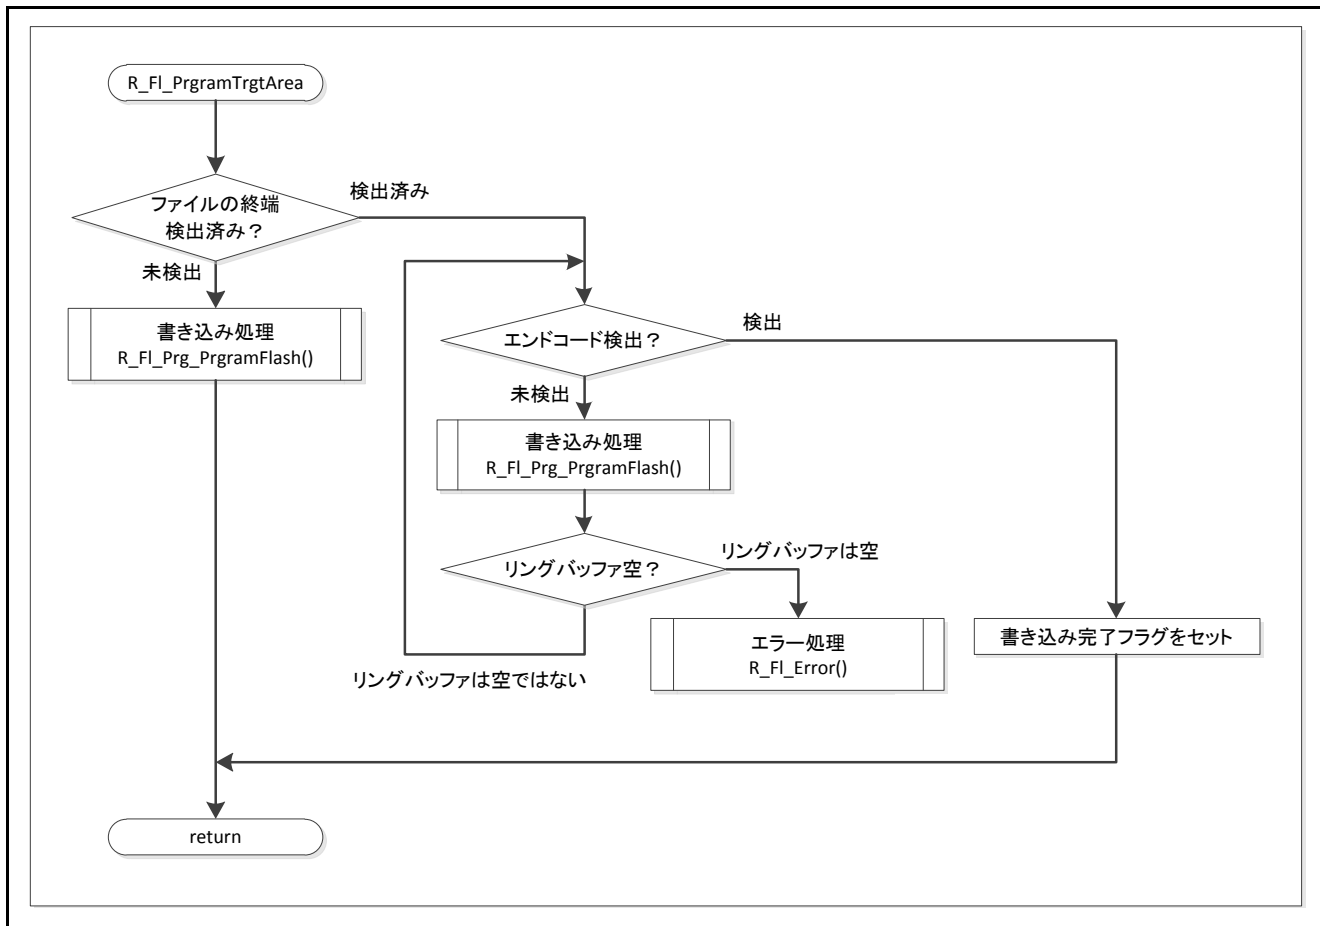 R_Fl_PrgramTrgtArea
ファイルの終端
検出済み？
検出済み
未検出
書き込み処理
R_Fl_Prg_PrgramFlash()
エンドコード検出？
検出
未検出
書き込み処理
R_Fl_Prg_PrgramFlash()
リングバッファ空？
リングバッファは空
リングバッファは空ではない
エラー処理
R_Fl_Error()
書き込み完了フラグをセット
return